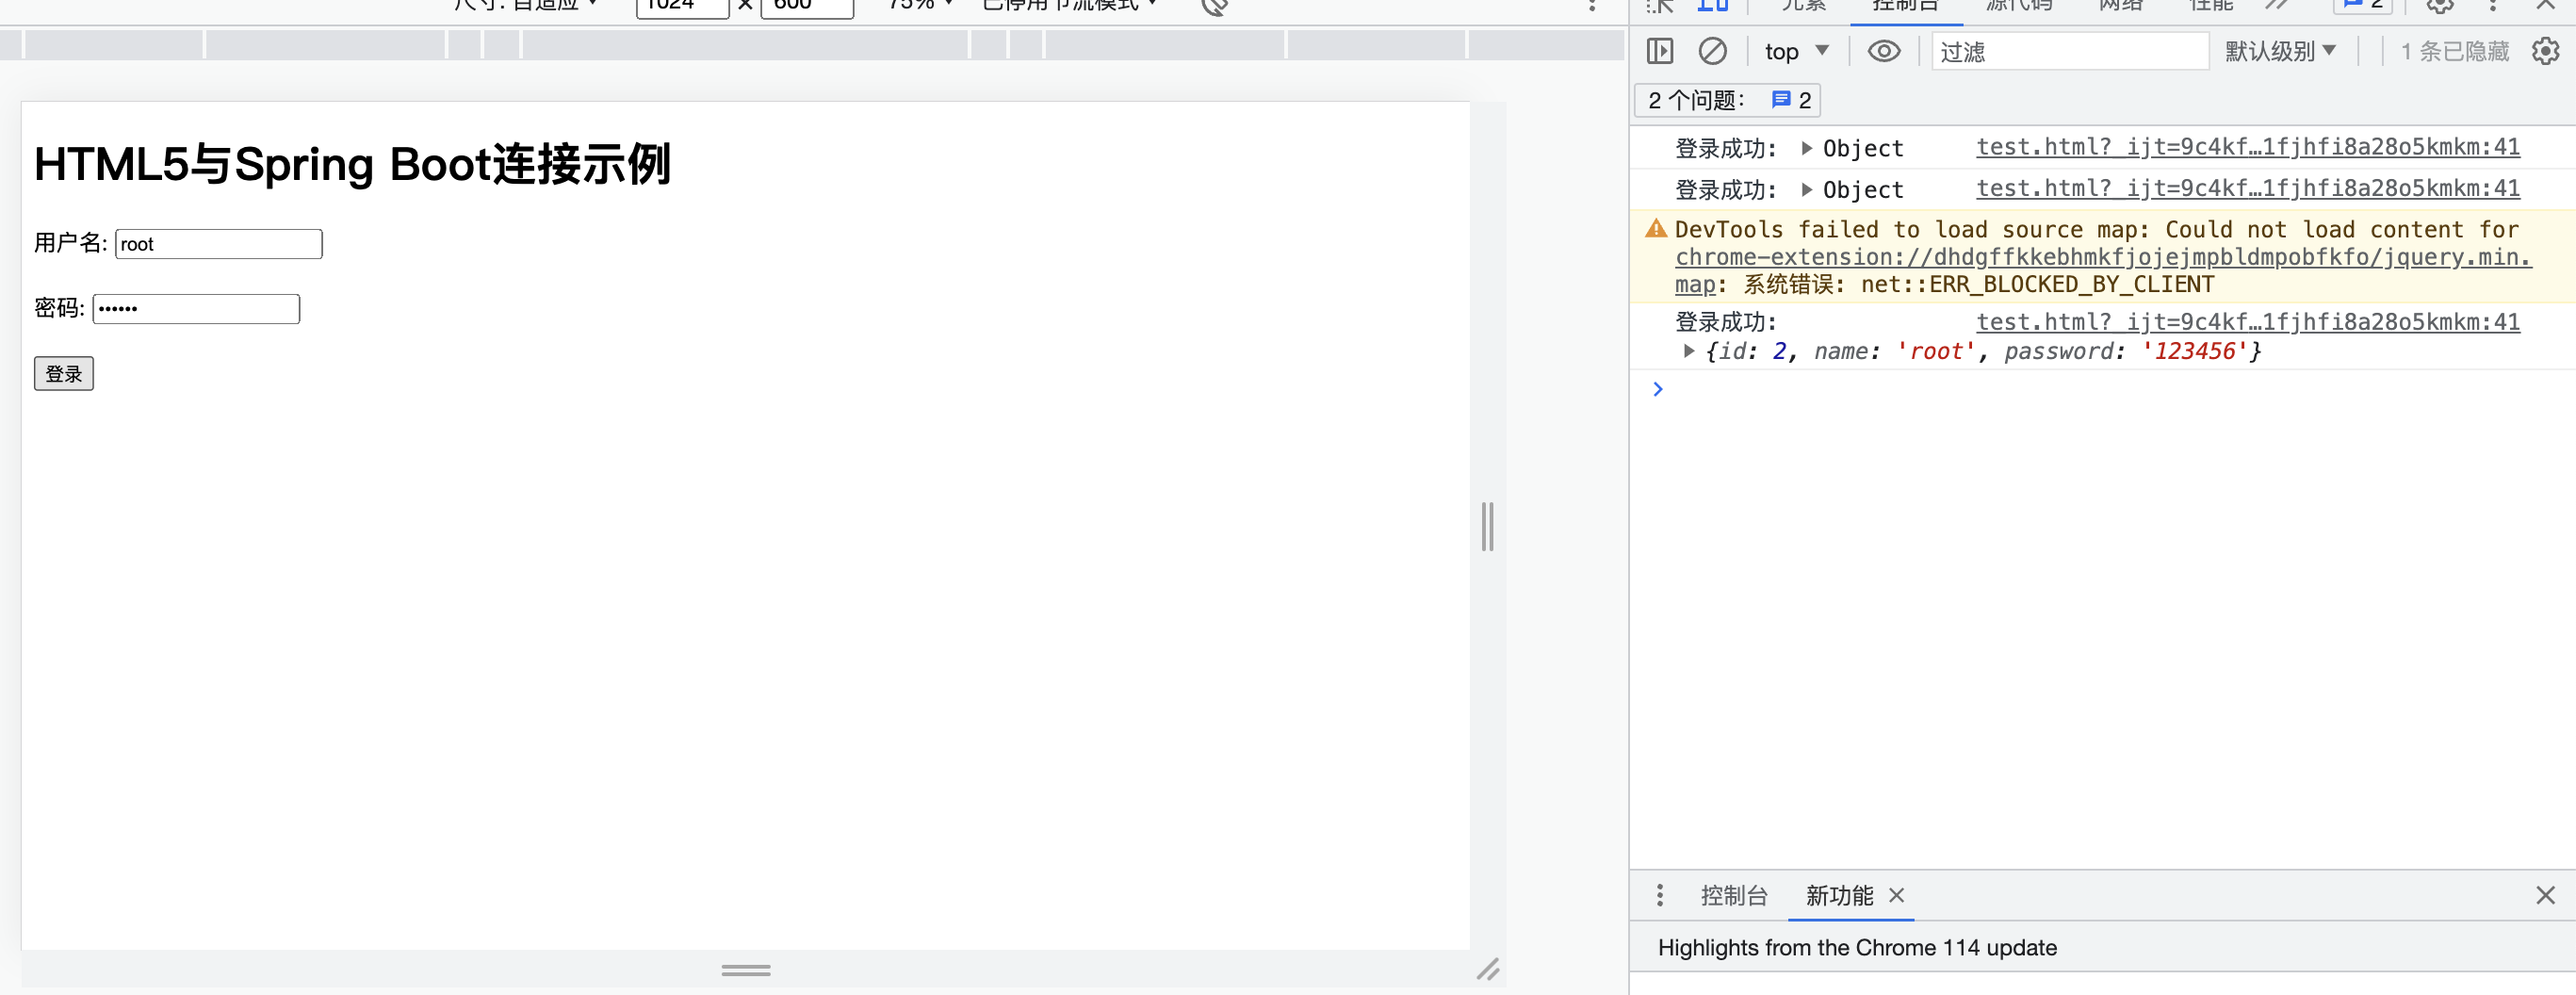 尺寸: 自适应 1024 × 600 75% 已停用节流模式
元素 控制台 源代码 网络 性能 2
top 过滤 默认级别 1 条已隐藏
2 个问题: 2
HTML5与Spring Boot连接示例
用户名: root
密码: ••••••
登录
登录成功: Object test.html?_ijt=9c4kf…1fjhfi8a28o5kmkm:41
登录成功: Object test.html?_ijt=9c4kf…1fjhfi8a28o5kmkm:41
DevTools failed to load source map: Could not load content for
chrome-extension://dhdgffkkebhmkfjojejmpbldmpobfkfo/jquery.min.
map: 系统错误: net::ERR_BLOCKED_BY_CLIENT
登录成功: test.html?_ijt=9c4kf…1fjhfi8a28o5kmkm:41
{id: 2, name: 'root', password: '123456'}
控制台 新功能
Highlights from the Chrome 114 update